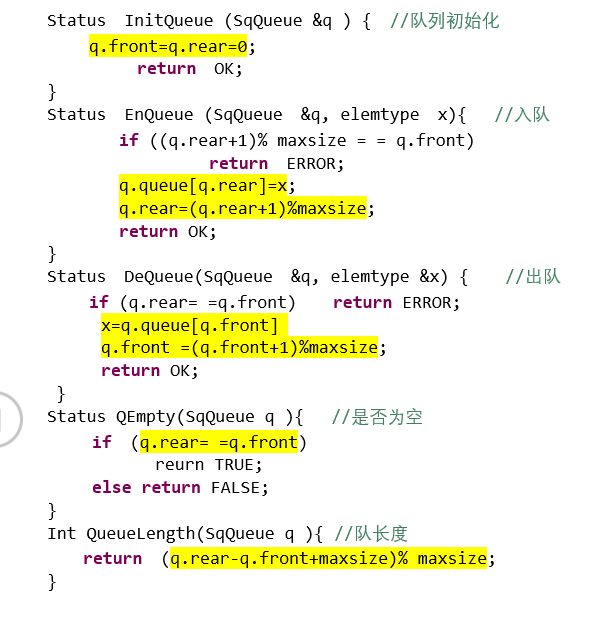 Status InitQueue (SqQueue &q ) { //队列初始化
q.front=q.rear=0;
return OK;
}
Status EnQueue (SqQueue &q, elemtype x){ //入队
if ((q.rear+1)% maxsize = = q.front)
return ERROR;
q.queue[q.rear]=x;
q.rear=(q.rear+1)%maxsize;
return OK;
}
Status DeQueue(SqQueue &q, elemtype &x) { //出队
if (q.rear= =q.front) return ERROR;
x=q.queue[q.front]
q.front =(q.front+1)%maxsize;
return OK;
}
Status QEmpty(SqQueue q ){ //是否为空
if (q.rear= =q.front)
reurn TRUE;
else return FALSE;
}
Int QueueLength(SqQueue q ){ //队长度
return (q.rear-q.front+maxsize)% maxsize;
}